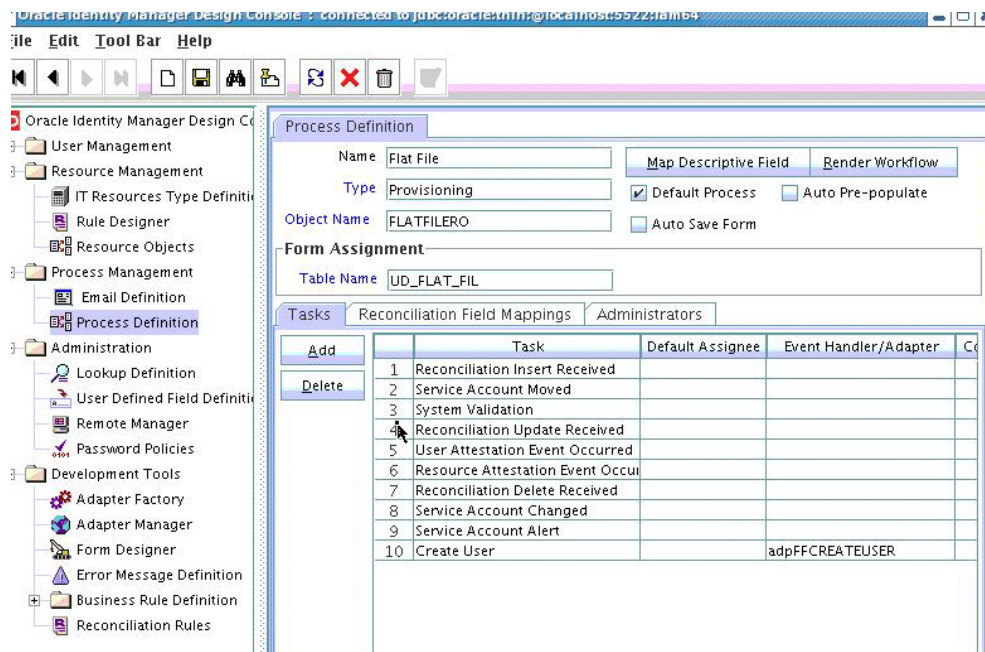 Oracle Identity Manager Design Console : connected to jdbc:oracle:thin:@localhost:5522:iam64
File Edit Tool Bar Help
Oracle Identity Manager Design Co
User Management
Resource Management
IT Resources Type Definiti
Rule Designer
Resource Objects
Process Management
Email Definition
Process Definition
Administration
Lookup Definition
User Defined Field Definiti
Remote Manager
Password Policies
Development Tools
Adapter Factory
Adapter Manager
Form Designer
Error Message Definition
Business Rule Definition
Reconciliation Rules
Process Definition
Name Flat File Map Descriptive Field Render Workflow
Type Provisioning Default Process Auto Pre-populate
Object Name FLATFILERO Auto Save Form
Form Assignment
Table Name UD_FLAT_FIL
Tasks Reconciliation Field Mappings Administrators
Add
Delete
Task Default Assignee Event Handler/Adapter Co
1 Reconciliation Insert Received
2 Service Account Moved
3 System Validation
4 Reconciliation Update Received
5 User Attestation Event Occurred
6 Resource Attestation Event Occur
7 Reconciliation Delete Received
8 Service Account Changed
9 Service Account Alert
10 Create User adpFFCREATEUSER